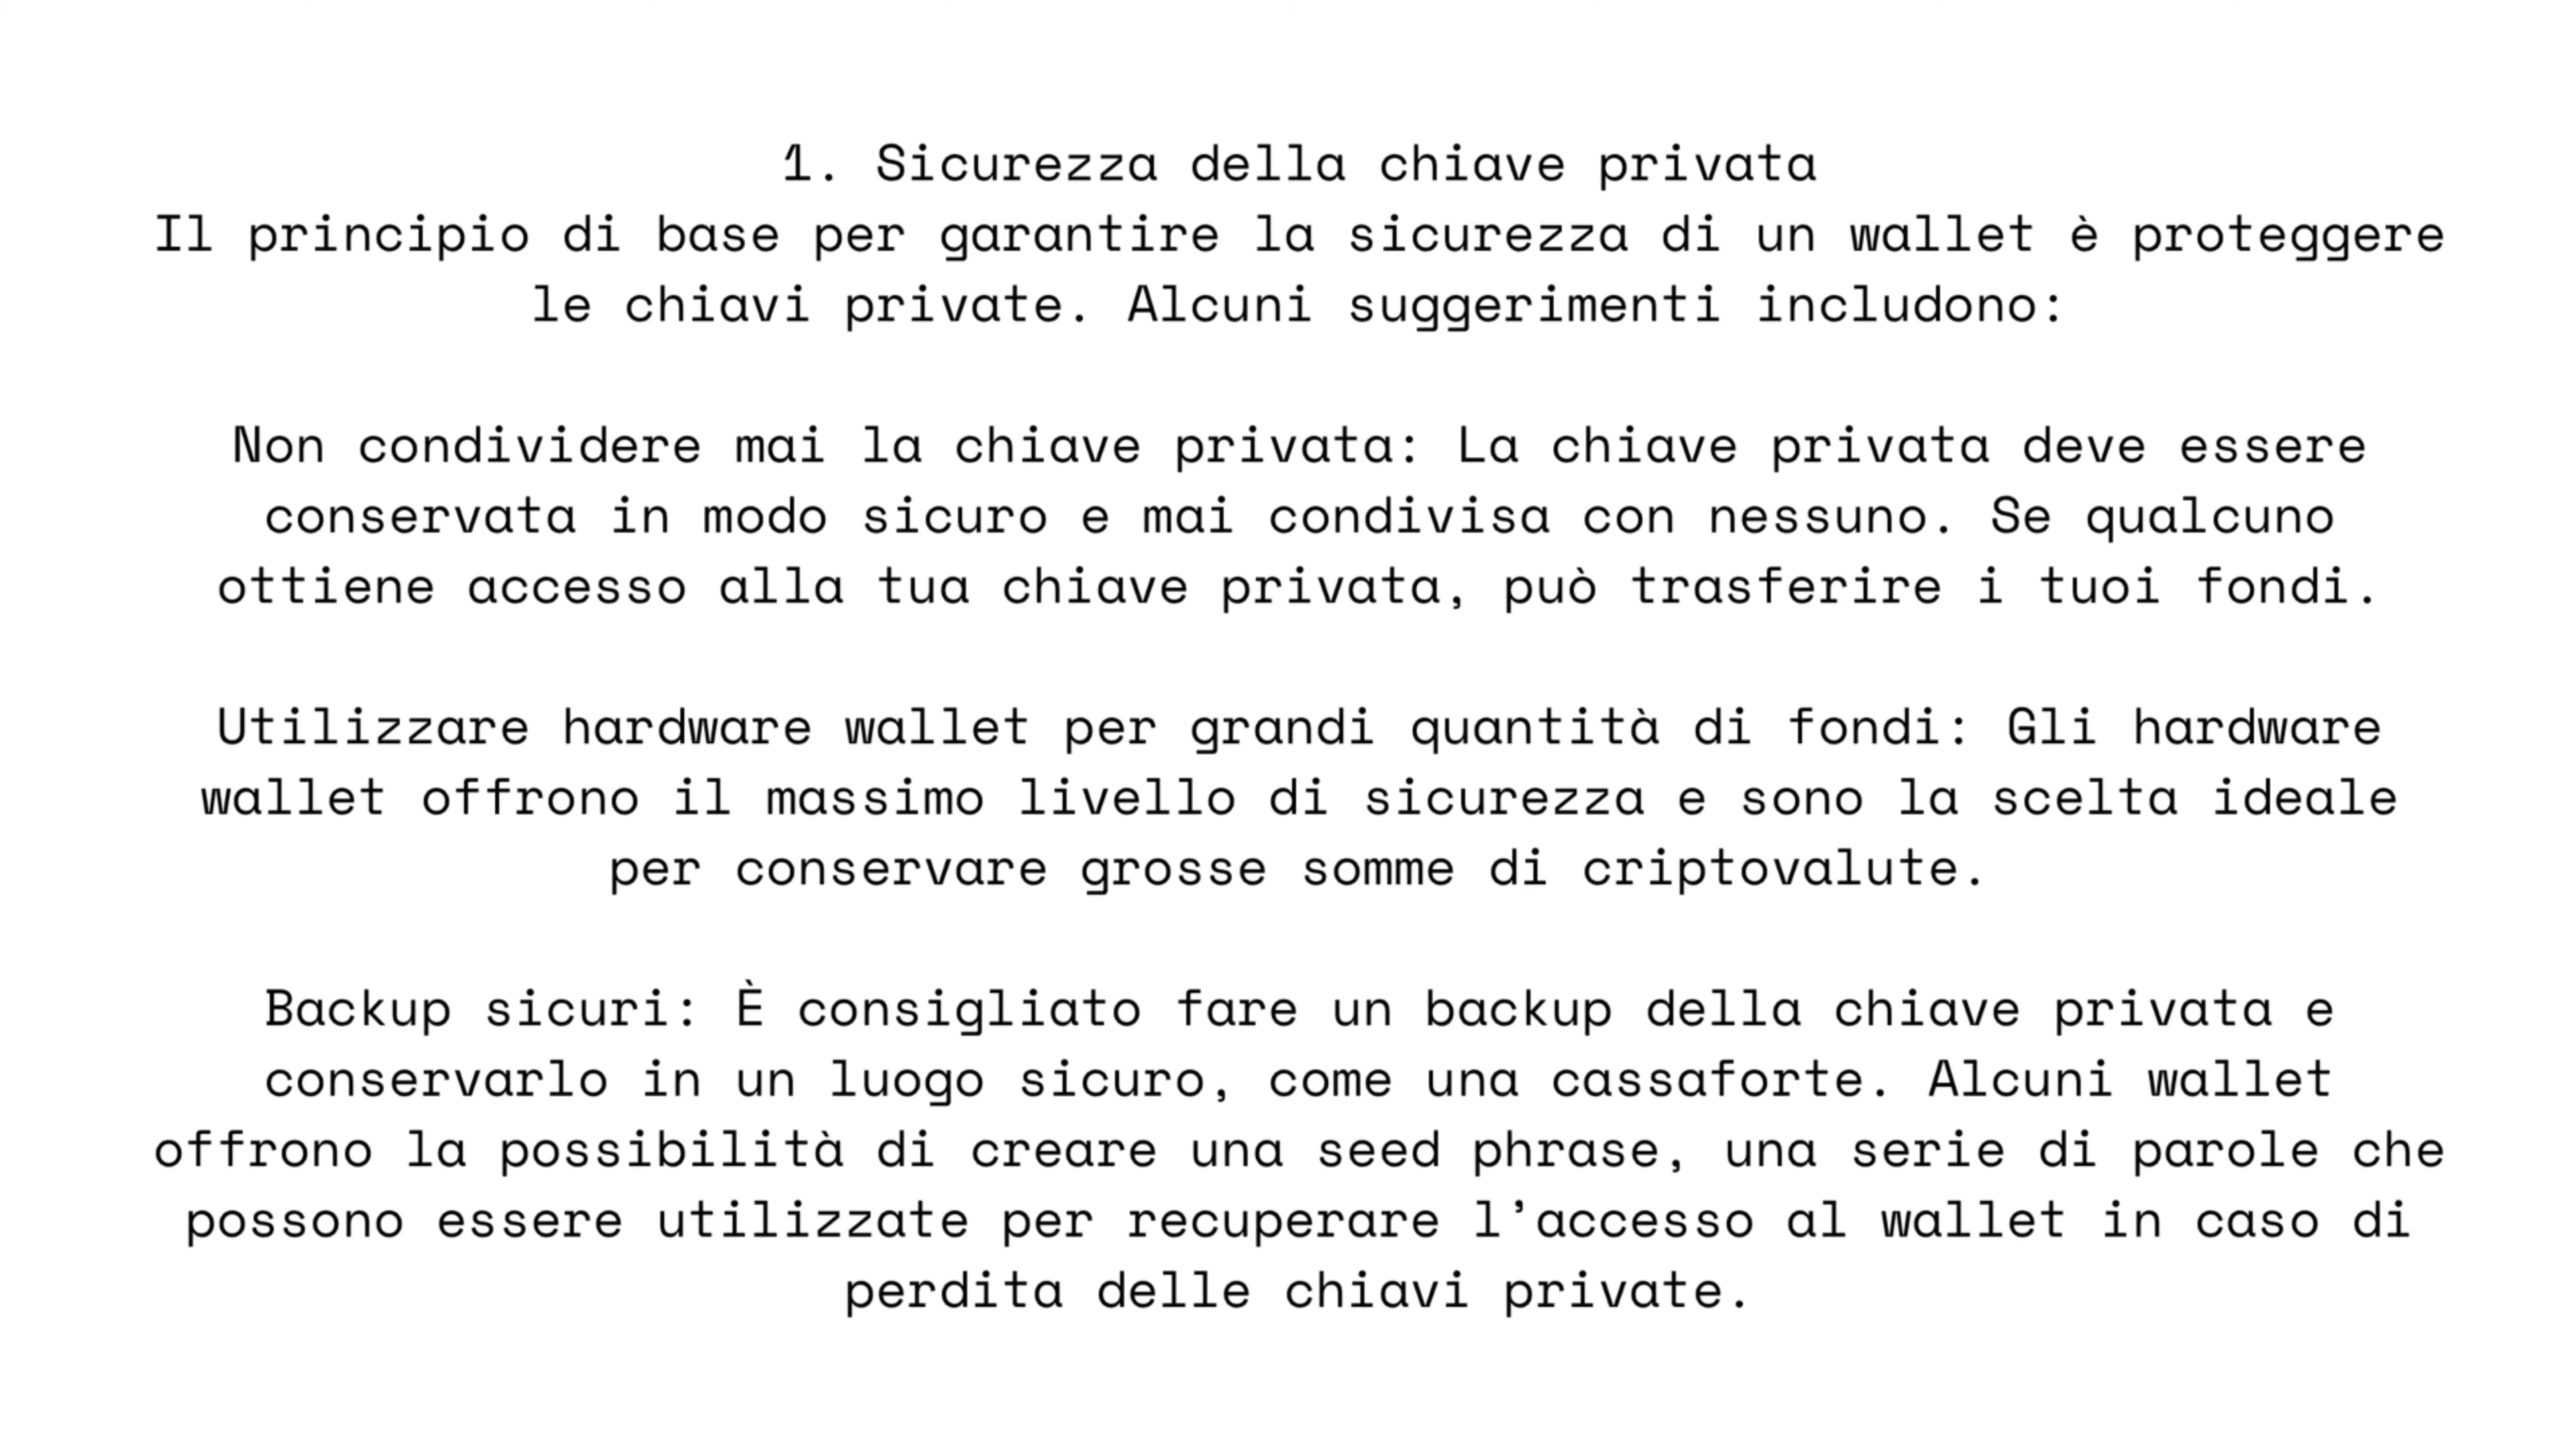 1. Sicurezza della chiave privata
Il principio di base per garantire la sicurezza di un wallet è proteggere
le chiavi private. Alcuni suggerimenti includono:
Non condividere mai la chiave privata: La chiave privata deve essere
conservata in modo sicuro e mai condivisa con nessuno. Se qualcuno
ottiene accesso alla tua chiave privata, può trasferire i tuoi fondi.
Utilizzare hardware wallet per grandi quantità di fondi: Gli hardware
wallet offrono il massimo livello di sicurezza e sono la scelta ideale
per conservare grosse somme di criptovalute.
Backup sicuri: È consigliato fare un backup della chiave privata e
conservarlo in un luogo sicuro, come una cassaforte. Alcuni wallet
offrono la possibilità di creare una seed phrase, una serie di parole che
possono essere utilizzate per recuperare l’accesso al wallet in caso di
perdita delle chiavi private.